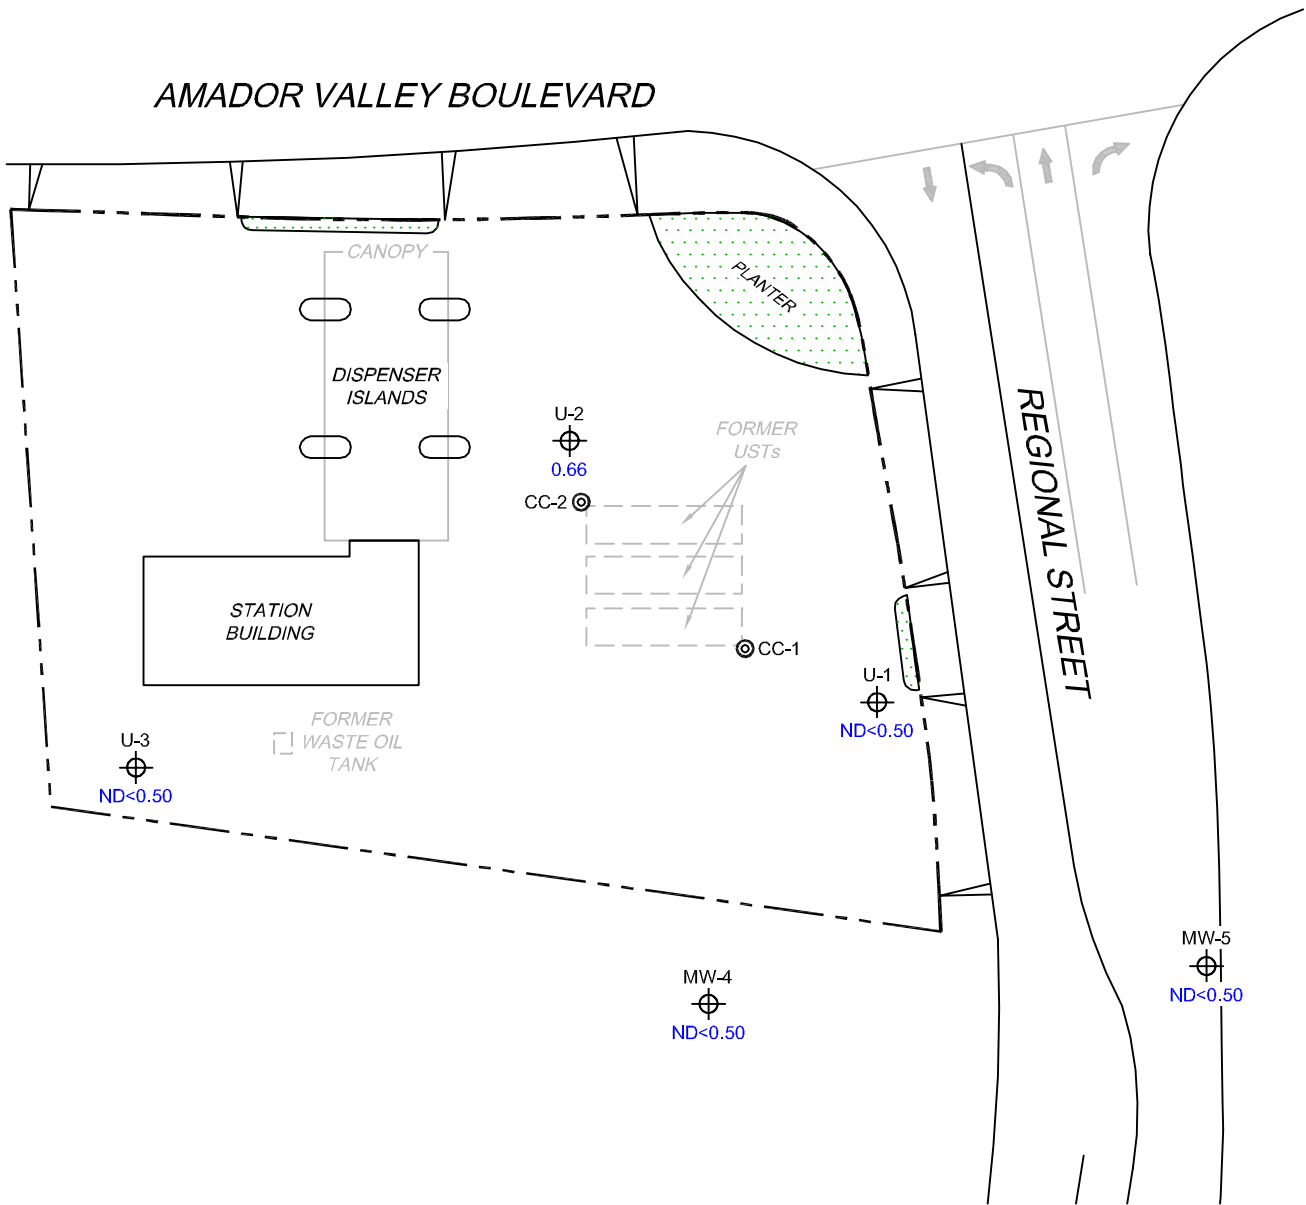 AMADOR VALLEY BOULEVARD
CANOPY
PLANTER
DISPENSER
ISLANDS
REGIONAL STREET
U-2
0.66
FORMER
USTs
CC-2
STATION
BUILDING
CC-1
U-1
ND<0.50
FORMER
WASTE OIL
TANK
U-3
ND<0.50
MW-5
ND<0.50
MW-4
ND<0.50